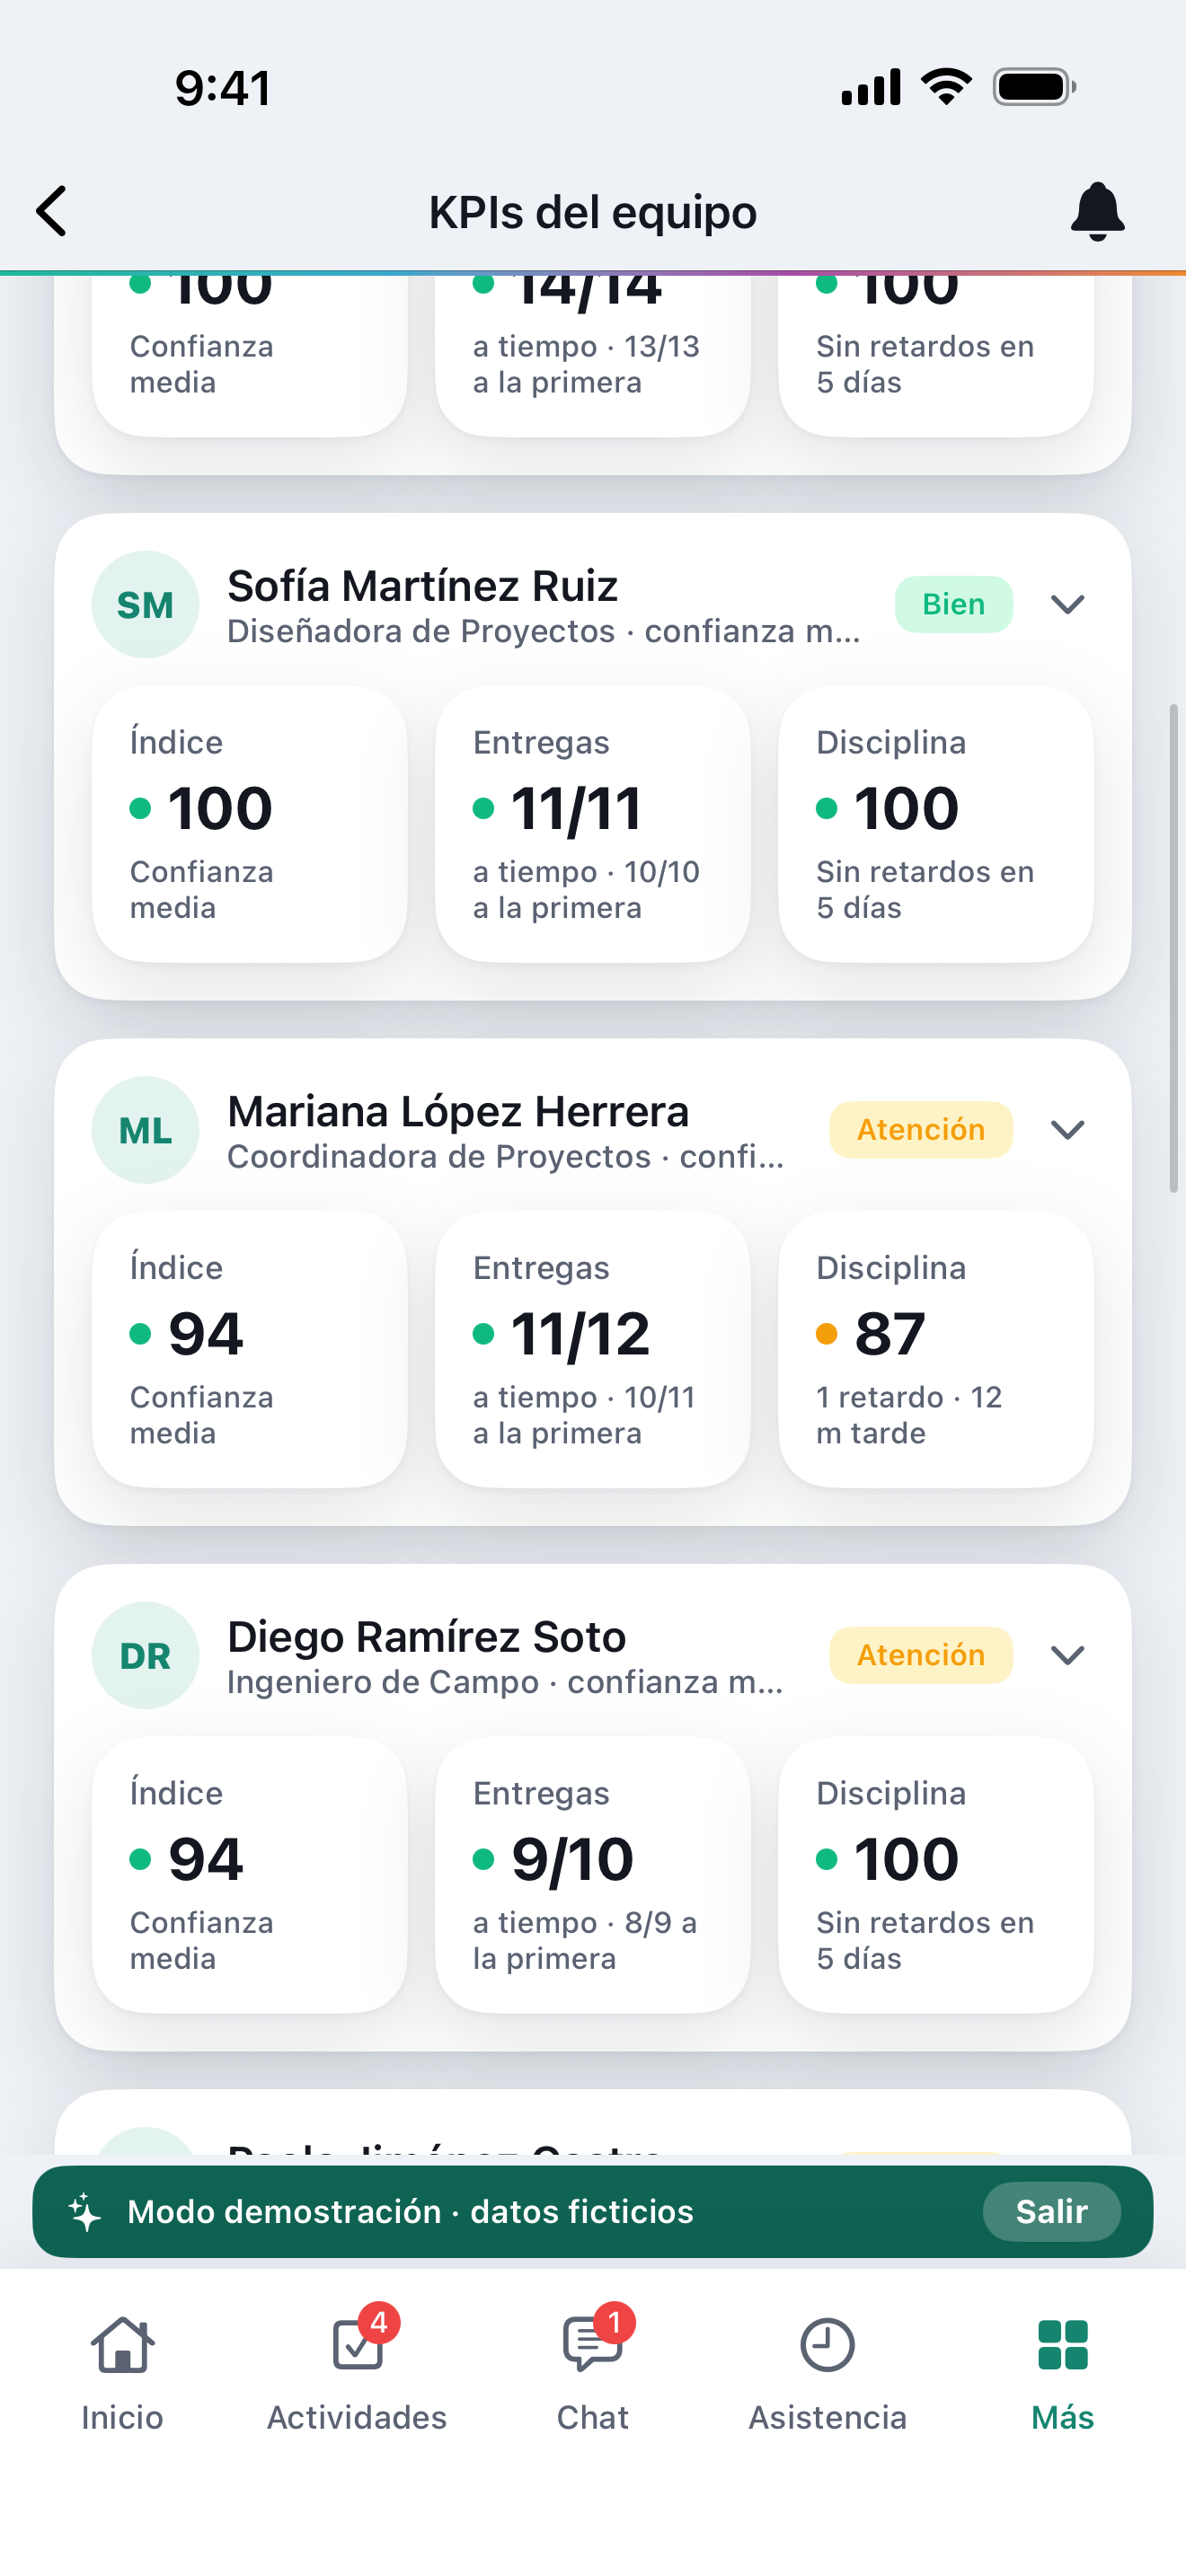 9:41
KPIs del equipo
100
14/14
100
Confianza
media
a tiempo · 13/13
a la primera
Sin retardos en
5 días
SM
Sofía Martínez Ruiz
Diseñadora de Proyectos · confianza m...
Bien
Índice
100
Confianza
media
Entregas
11/11
a tiempo · 10/10
a la primera
Disciplina
100
Sin retardos en
5 días
ML
Mariana López Herrera
Coordinadora de Proyectos · confi...
Atención
Índice
94
Confianza
media
Entregas
11/12
a tiempo · 10/11
a la primera
Disciplina
87
1 retardo · 12
m tarde
DR
Diego Ramírez Soto
Ingeniero de Campo · confianza m...
Atención
Índice
94
Confianza
media
Entregas
9/10
a tiempo · 8/9 a
la primera
Disciplina
100
Sin retardos en
5 días
Modo demostración · datos ficticios
Salir
Inicio
4
Actividades
1
Chat
Asistencia
Más